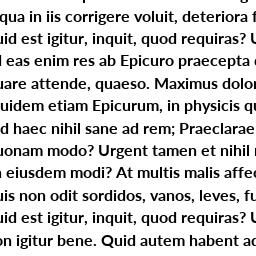 qua in iis corrigere voluit, deteriora
uid est igitur, inquit, quod requiras?
eas enim res ab Epicuro praecepta
uare attende, quaeso. Maximus dolor
uidem etiam Epicurum, in physicis qu
d haec nihil sane ad rem; Praeclarae
uonam modo? Urgent tamen et nihil
eiusdem modi? At multis malis affec
uis non odit sordidos, vanos, leves, fu
uid est igitur, inquit, quod requiras?
on igitur bene. Quid autem habent ad